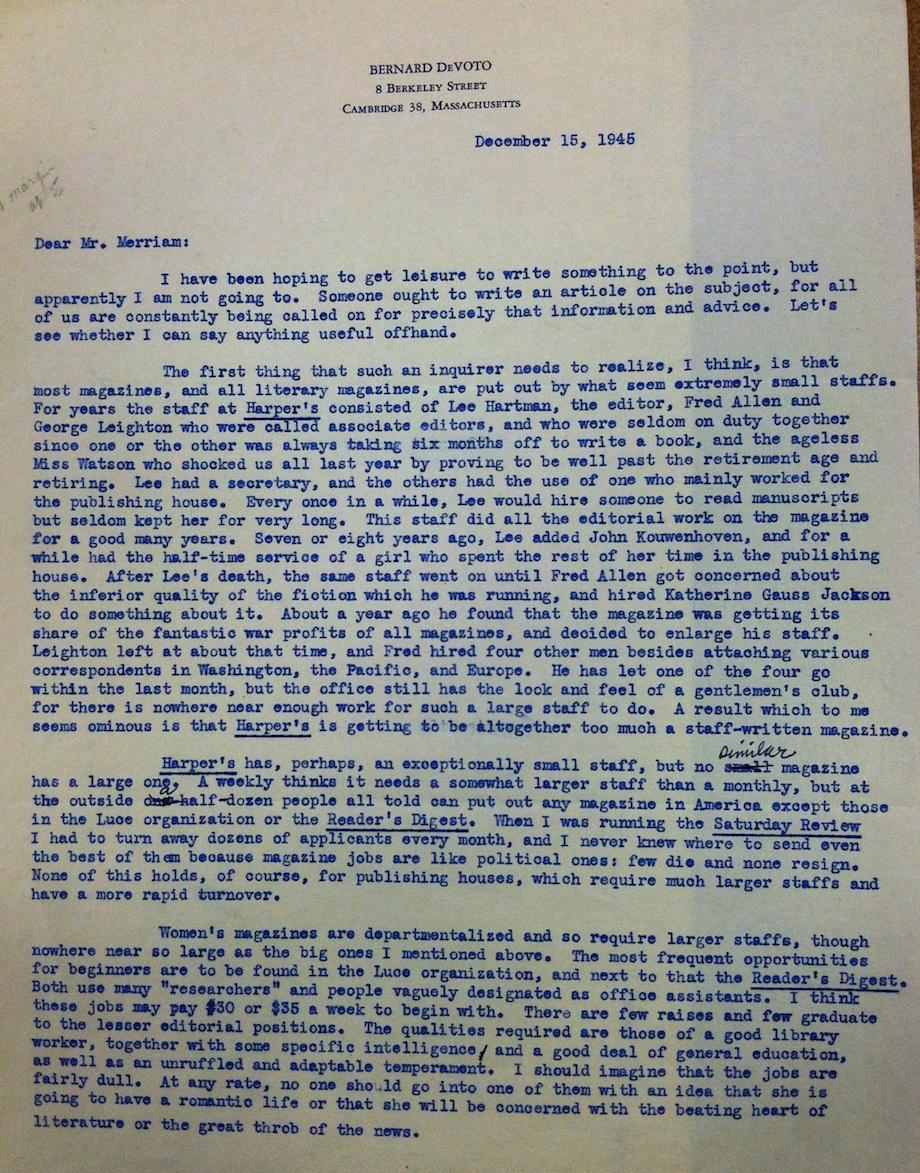 BERNARD DEVOTO
8 BERKELEY STREET
CAMBRIDGE 38, MASSACHUSETTS
December 15, 1945
margin
at 5
Dear Mr. Merriam:
I have been hoping to get leisure to write something to the point, but
apparently I am not going to. Someone ought to write an article on the subject, for all
of us are constantly being called on for precisely that information and advice. Let's
see whether I can say anything useful offhand.
The first thing that such an inquirer needs to realize, I think, is that
most magazines, and all literary magazines, are put out by what seem extremely small staffs.
For years the staff at Harper's consisted of Lee Hartman, the editor, Fred Allen and
George Leighton who were called associate editors, and who were seldom on duty together
since one or the other was always taking six months off to write a book, and the ageless
Miss Watson who shocked us all last year by proving to be well past the retirement age and
retiring. Lee had a secretary, and the others had the use of one who mainly worked for
the publishing house. Every once in a while, Lee would hire someone to read manuscripts
but seldom kept her for very long. This staff did all the editorial work on the magazine
for a good many years. Seven or eight years ago, Lee added John Kouwenhoven, and for a
while had the half-time service of a girl who spent the rest of her time in the publishing
house. After Lee's death, the same staff went on until Fred Allen got concerned about
the inferior quality of the fiction which he was running, and hired Katherine Gauss Jackson
to do something about it. About a year ago he found that the magazine was getting its
share of the fantastic war profits of all magazines, and decided to enlarge his staff.
Leighton left at about that time, and Fred hired four other men besides attaching various
correspondents in Washington, the Pacific, and Europe. He has let one of the four go
within the last month, but the office still has the look and feel of a gentlemen's club,
for there is nowhere near enough work for such a large staff to do. A result which to me
seems ominous is that Harper's is getting to be altogether too much a staff-written magazine.
similar
Harper's has, perhaps, an exceptionally small staff, but no small magazine
has a large one. A weekly thinks it needs a somewhat larger staff than a monthly, but at
a
the outside one half-dozen people all told can put out any magazine in America except those
in the Luce organization or the Reader's Digest. When I was running the Saturday Review
I had to turn away dozens of applicants every month, and I never knew where to send even
the best of them because magazine jobs are like political ones: few die and none resign.
None of this holds, of course, for publishing houses, which require much larger staffs and
have a more rapid turnover.
Women's magazines are departmentalized and so require larger staffs, though
nowhere near so large as the big ones I mentioned above. The most frequent opportunities
for beginners are to be found in the Luce organization, and next to that the Reader's Digest.
Both use many "researchers" and people vaguely designated as office assistants. I think
these jobs may pay $30 or $35 a week to begin with. There are few raises and few graduate
to the lesser editorial positions. The qualities required are those of a good library
worker, together with some specific intelligence/ and a good deal of general education,
as well as an unruffled and adaptable temperament. I should imagine that the jobs are
fairly dull. At any rate, no one should go into one of them with an idea that she is
going to have a romantic life or that she will be concerned with the beating heart of
literature or the great throb of the news.